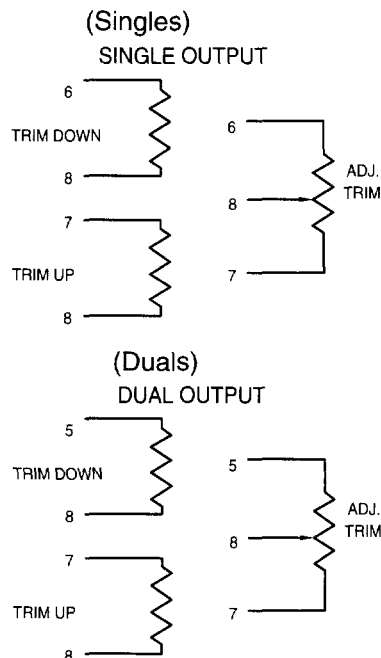 (Singles)
SINGLE OUTPUT
6
TRIM DOWN
8
7
TRIM UP
8
6
8
ADJ.
TRIM
7
(Duals)
DUAL OUTPUT
5
TRIM DOWN
8
7
TRIM UP
8
5
8
ADJ.
TRIM
7